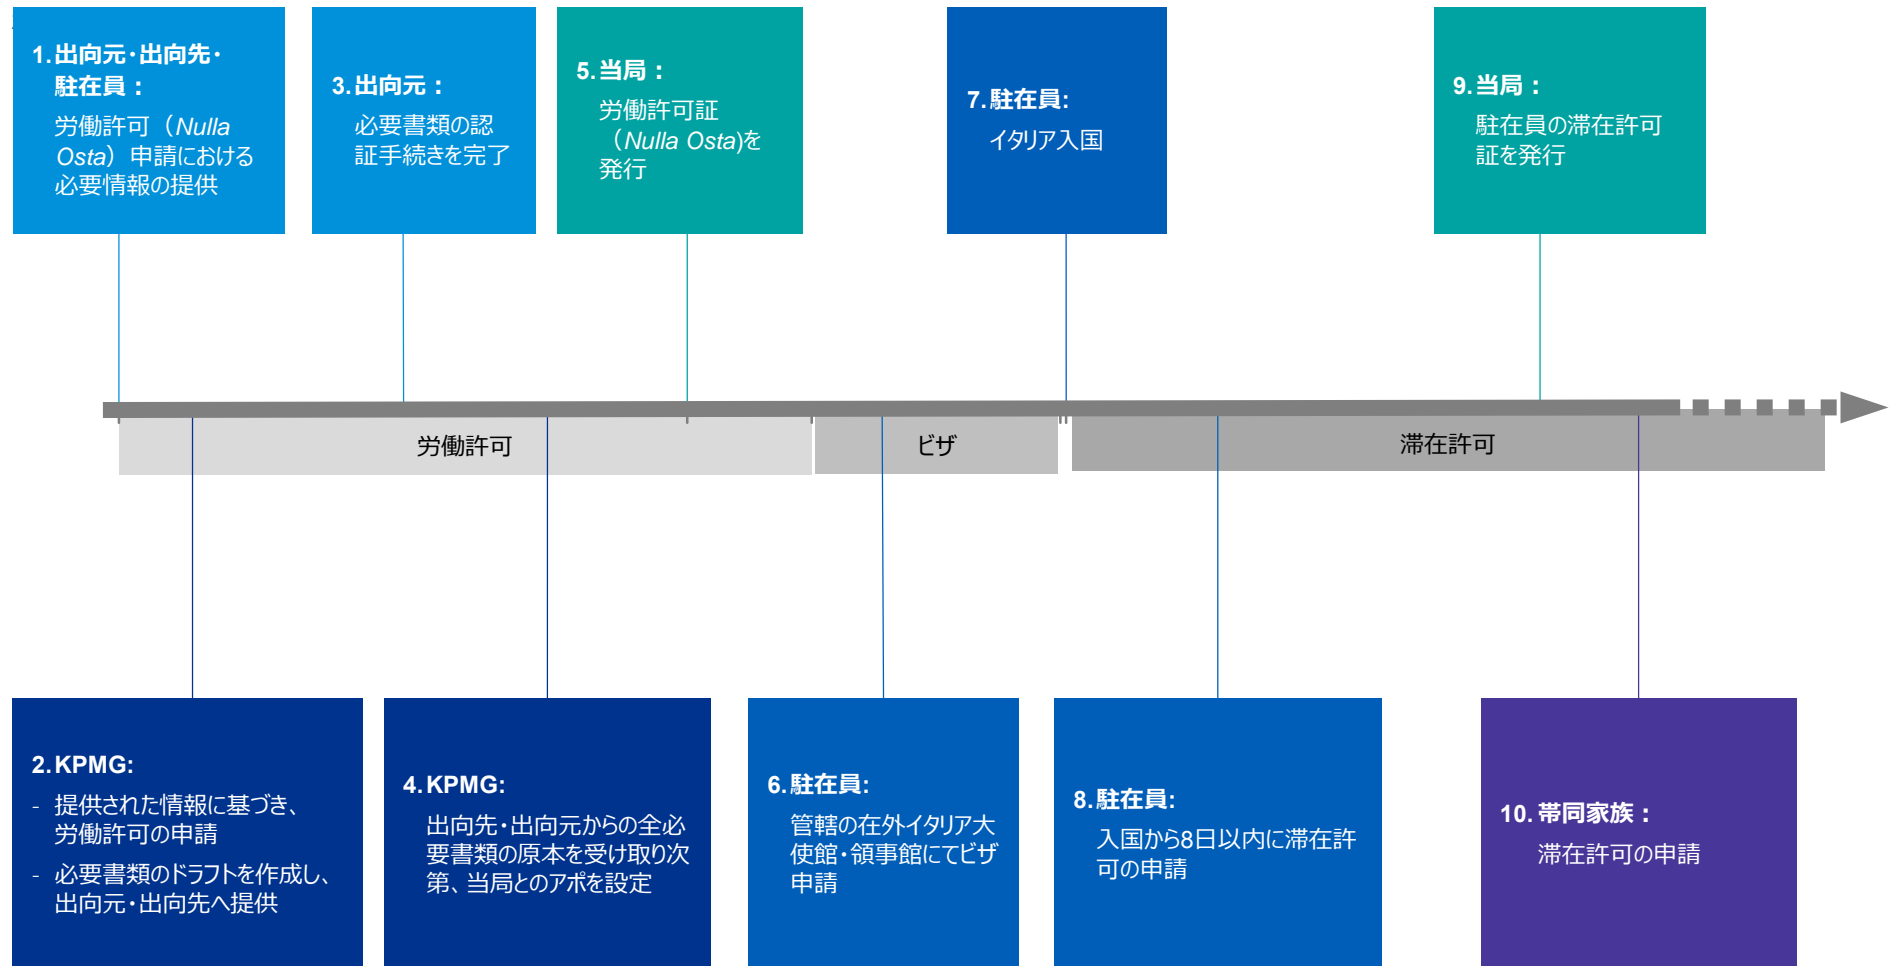 1.出向元・出向先・
駐在員：
労働許可（Nulla
Osta）申請における
必要情報の提供
3.出向元：
必要書類の認
証手続きを完了
5.当局：
労働許可証
（Nulla Osta)を
発行
7.駐在員:
イタリア入国
9.当局：
駐在員の滞在許可
証を発行
労働許可
ビザ
滞在許可
2.KPMG:
- 提供された情報に基づき、
労働許可の申請
- 必要書類のドラフトを作成し、
出向元・出向先へ提供
4.KPMG:
出向先・出向元からの全必
要書類の原本を受け取り次
第、当局とのアポを設定
6.駐在員:
管轄の在外イタリア大
使館・領事館にてビザ
申請
8.駐在員:
入国から8日以内に滞在許
可の申請
10.帯同家族：
滞在許可の申請